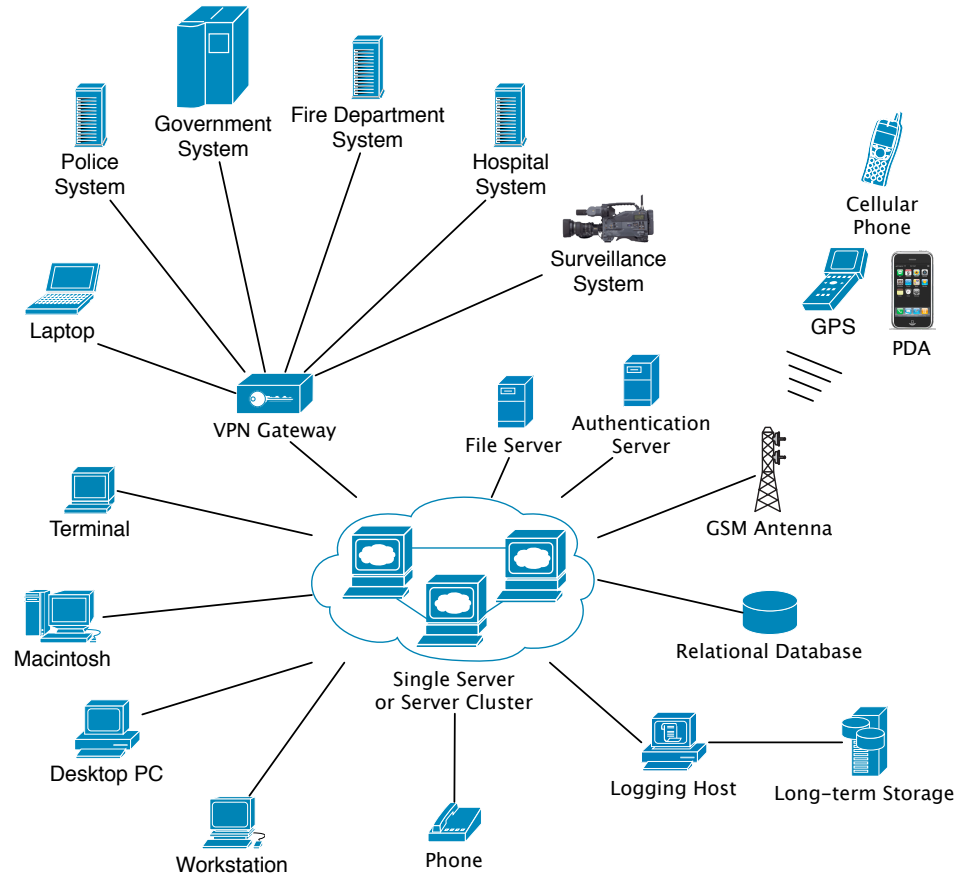 Police
System
Government
System
Fire Department
System
Hospital
System
Cellular
Phone
Surveillance
System
Laptop
GPS
PDA
VPN Gateway
File Server
Authentication
Server
Terminal
GSM Antenna
Macintosh
Relational Database
Single Server
or Server Cluster
Desktop PC
Logging Host
Long-term Storage
Workstation
Phone